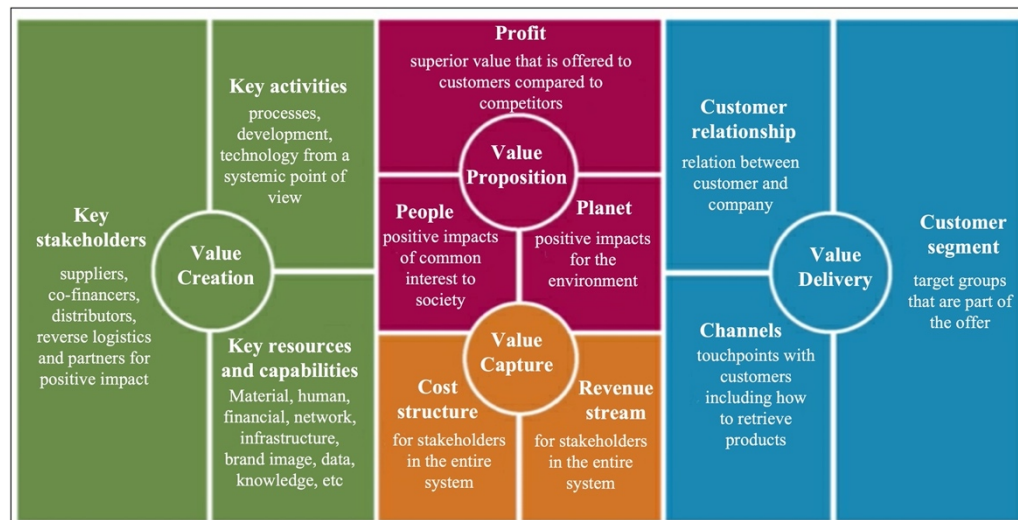 Key
stakeholders
suppliers,
co-financers,
distributors,
reverse logistics
and partners for
positive impact
Key activities
processes,
development,
technology from a
systemic point of
view
Value
Creation
Key resources
and capabilities
Material, human,
financial, network,
infrastructure,
brand image, data,
knowledge, etc
Profit
superior value that is offered to
customers compared to
competitors
Value
Proposition
People
positive impacts
of common
interest to
society
Planet
positive impacts
for the
environment
Value
Capture
Cost
structure
for stakeholders
in the entire
system
Revenue
stream
for stakeholders
in the entire
system
Customer
relationship
relation between
customer and
company
Value
Delivery
Channels
touchpoints with
customers
including how
to retrieve
products
Customer
segment
target groups
that are part of
the offer